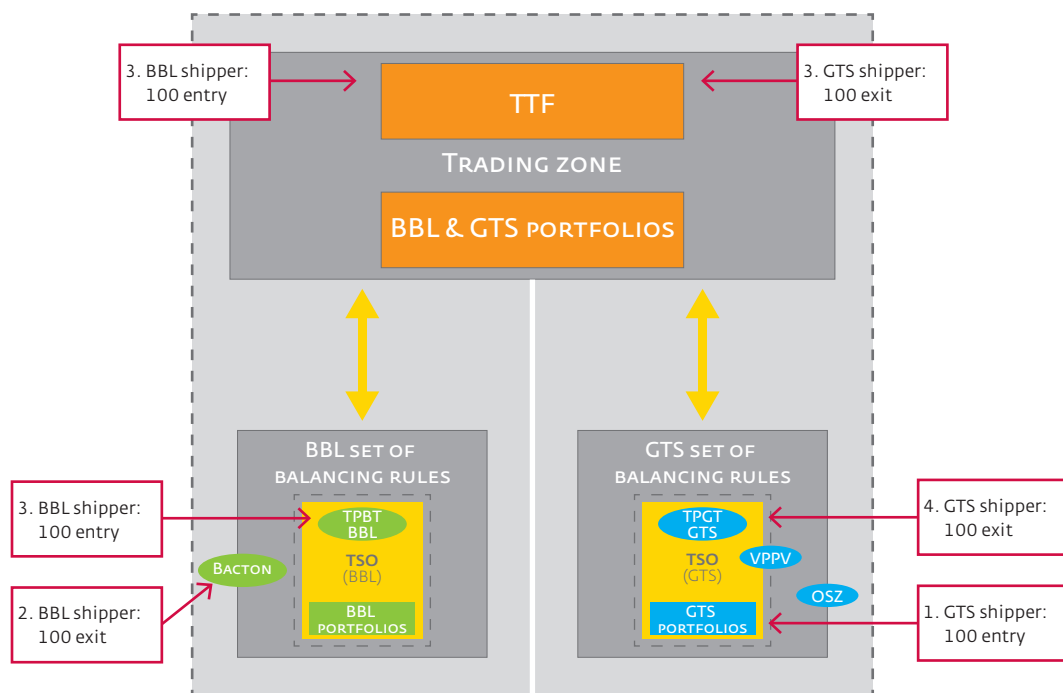 3. BBL shipper:
100 entry
TTF
3. GTS shipper:
100 exit
Trading zone
BBL & GTS portfolios
BBL set of
balancing rules
GTS set of
balancing rules
3. BBL shipper:
100 entry
TPBT
BBL
TSO
(BBL)
Bacton
2. BBL shipper:
100 exit
BBL
portfolios
TPGT
GTS
TSO
(GTS)
VPPV
OSZ
GTS
portfolios
4. GTS shipper:
100 exit
1. GTS shipper:
100 entry